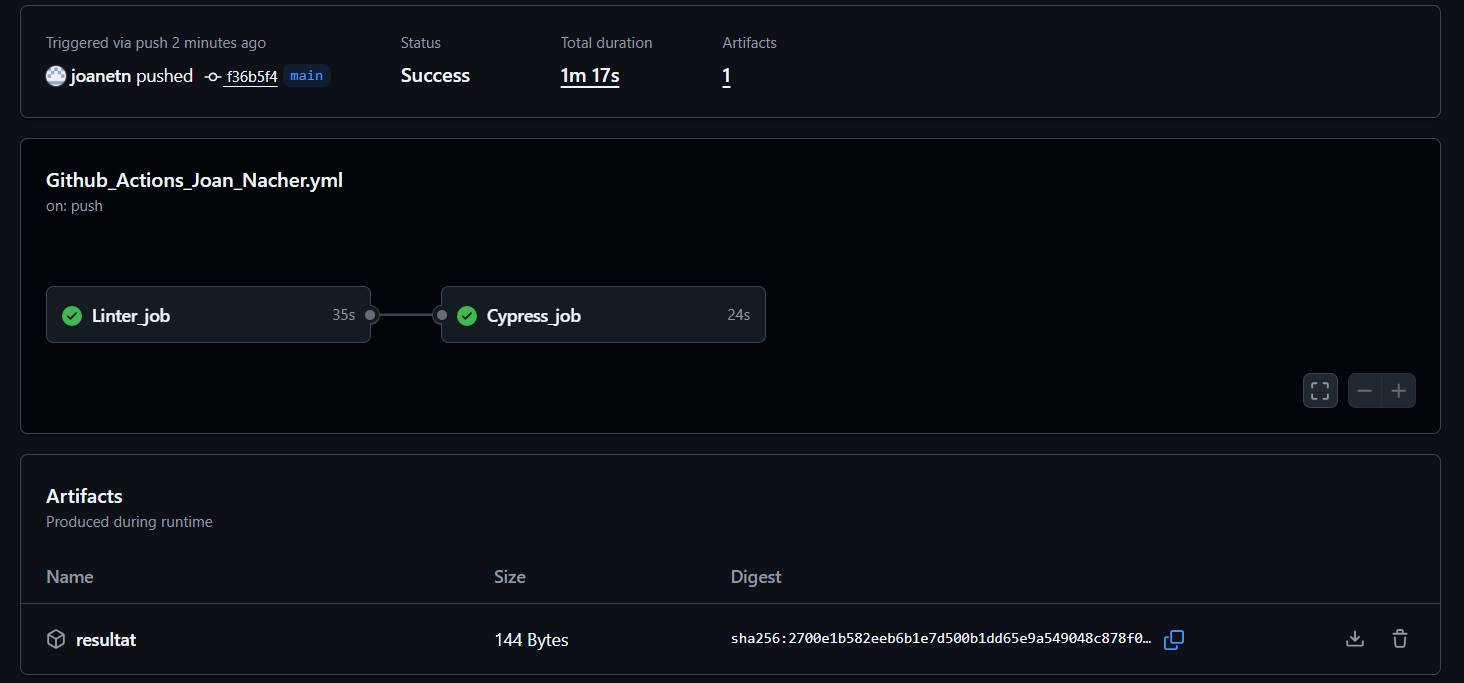 Triggered via push 2 minutes ago
Status
Total duration
Artifacts
joanetn pushed f36b5f4 main
Success
1m 17s
1
Github_Actions_Joan_Nacher.yml
on: push
Linter_job 35s
Cypress_job 24s
Artifacts
Produced during runtime
Name Size Digest
resultat 144 Bytes sha256:2700e1b582eeb6b1e7d500b1dd65e9a549048c878f0…